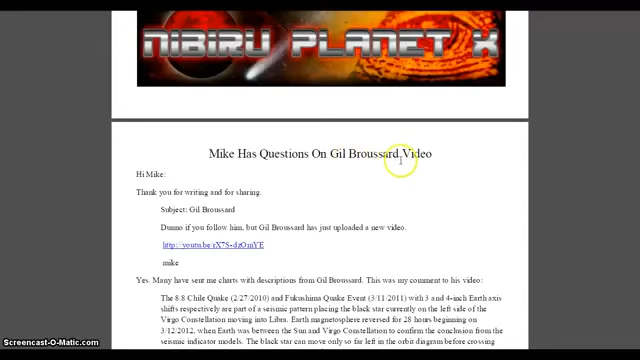 NIBIRU PLANET X
Mike Has Questions On Gil Broussard Video
Hi Mike:
Thank you for writing and for sharing.
Subject: Gil Broussard
Dunno if you follow him, but Gil Broussard has just uploaded a new video.
http://youtu.be/rX7S-dzOmYE
mike
Yes. Many have sent me charts with descriptions from Gil Broussard. This was my comment to his video:
The 8.8 Chile Quake (2/27/2010) and Fukushima Quake Event (3/11/2011) with 3 and 4-inch Earth axis
shifts respectively are part of a seismic pattern placing the black star currently on the left side of the
Virgo Constellation moving into Libra. Earth magnetosphere reversed for 28 hours beginning on
3/12/2012, when Earth was between the Sun and Virgo Constellation to confirm the conclusion from the
seismic indicator models. The black star can move only so far left in the orbit diagram before crossing
Screencast-O-Matic.com